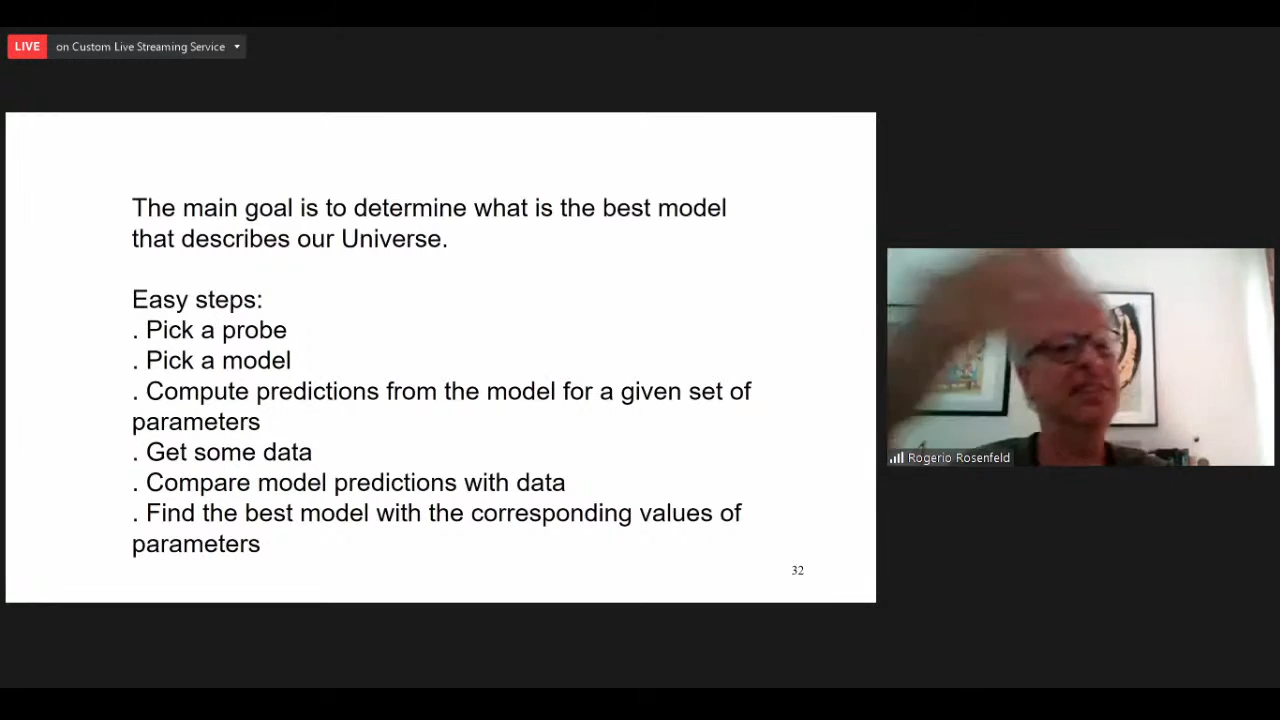 LIVE on Custom Live Streaming Service
The main goal is to determine what is the best model
that describes our Universe.
Easy steps:
. Pick a probe
. Pick a model
. Compute predictions from the model for a given set of
parameters
. Get some data
. Compare model predictions with data
. Find the best model with the corresponding values of
parameters
32
Rogerio Rosenfeld